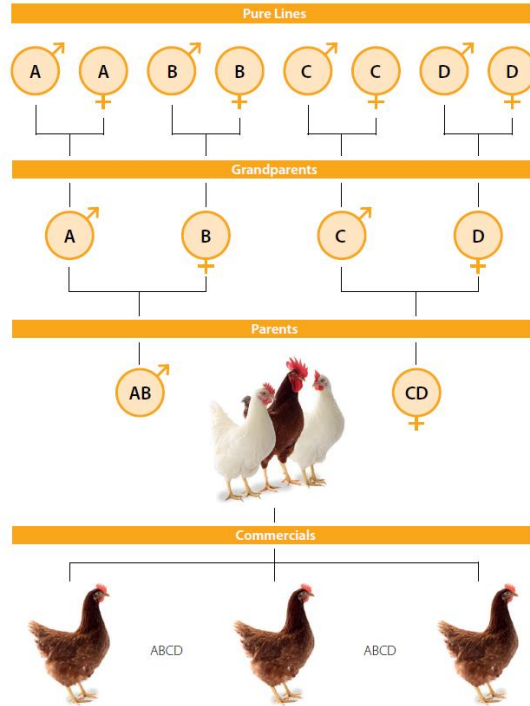 Pure Lines
A A B B C C D D
Grandparents
A B C D
Parents
AB CD
Commercials
ABCD ABCD